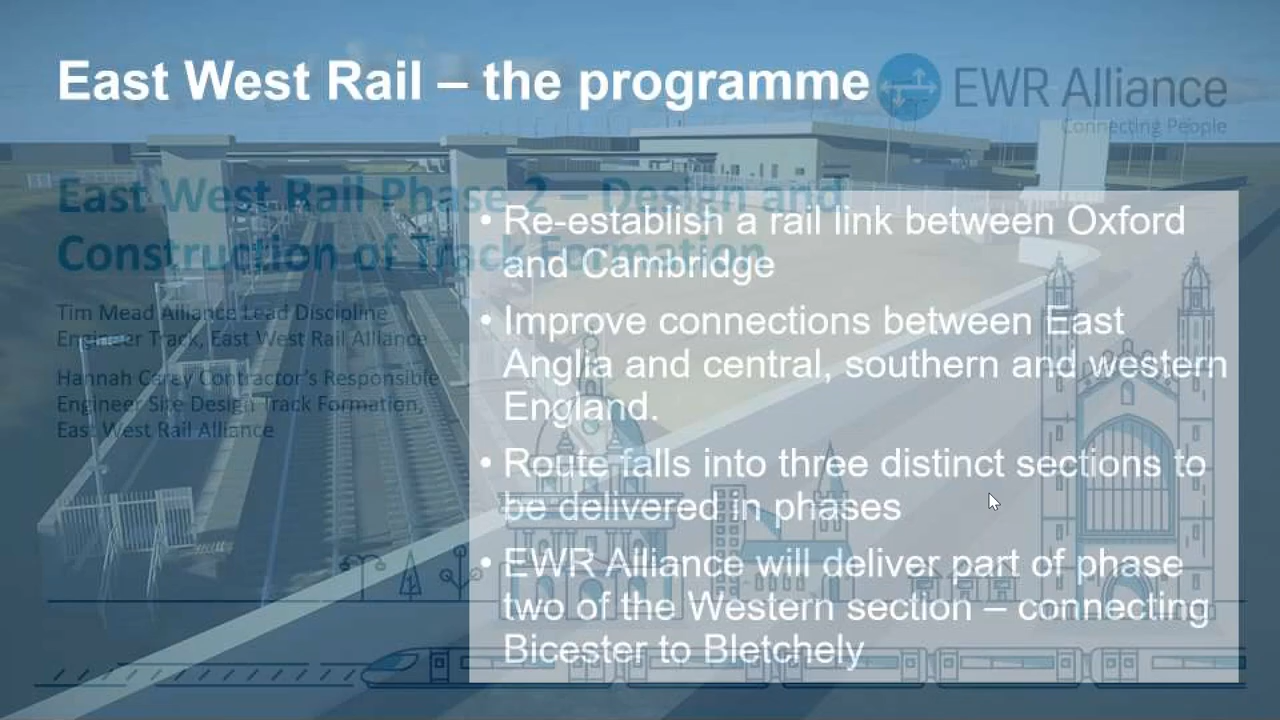 East West Rail – the programme
EWR Alliance
Connecting People
East West Rail Phase 2 – Design and
Construction of Track Formation
Tim Mead Alliance Lead Discipline
Engineer Track, East West Rail Alliance
Hannah Carey Contractor's Responsible
Engineer Site Design Track Formation,
East West Rail Alliance
• Re-establish a rail link between Oxford
and Cambridge
• Improve connections between East
Anglia and central, southern and western
England.
• Route falls into three distinct sections to
be delivered in phases
• EWR Alliance will deliver part of phase
two of the Western section – connecting
Bicester to Bletchely